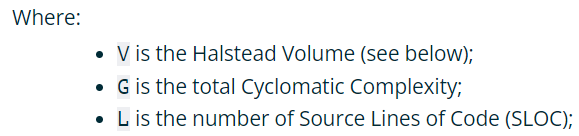 Where:
• V is the Halstead Volume (see below);
• G is the total Cyclomatic Complexity;
• L is the number of Source Lines of Code (SLOC);